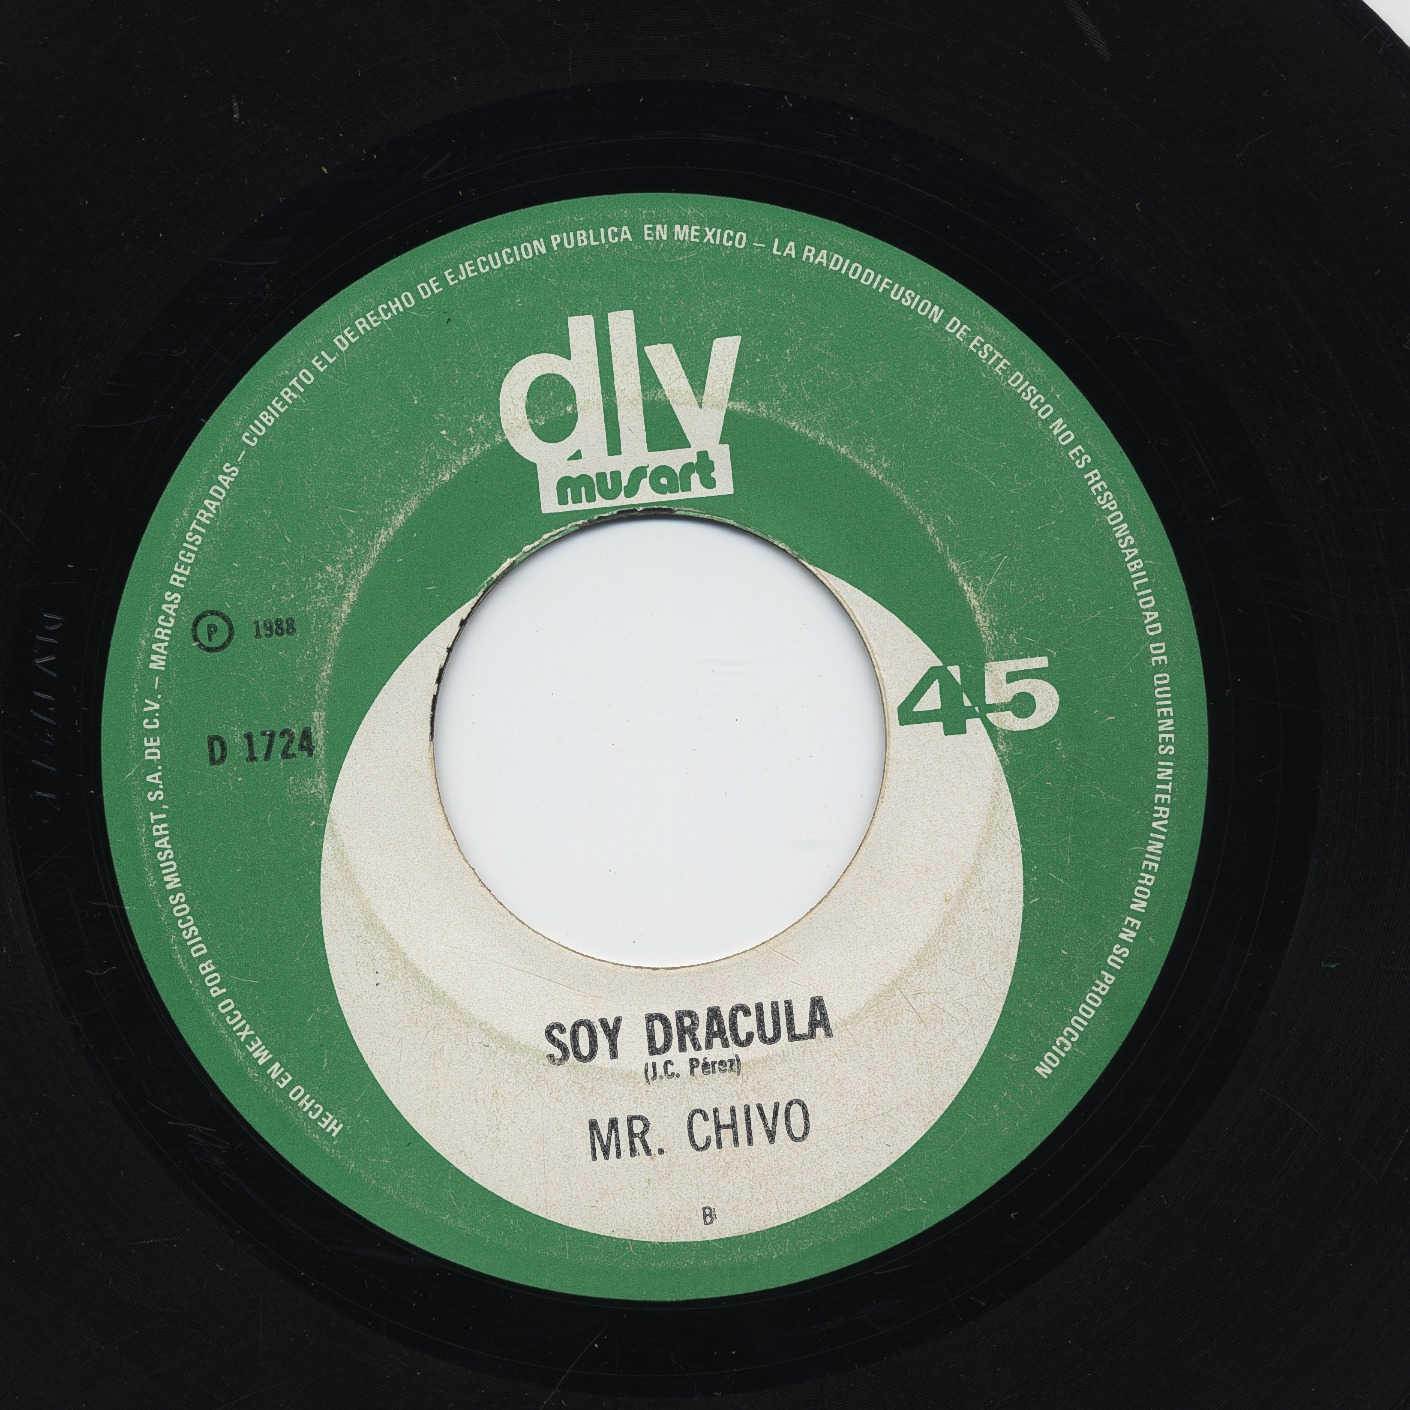 HECHO EN MEXICO POR DISCOS MUSART, S.A. DE C.V. – MARCAS REGISTRADAS – CUBIERTO EL DERECHO DE EJECUCION PUBLICA EN MEXICO – LA RADIODIFUSION DE ESTE DISCO NO ES RESPONSABILIDAD DE QUIENES INTERVINIERON EN SU PRODUCCION
dlv
musart
℗ 1988
45
D 1724
SOY DRACULA
(J.C. Pérez)
MR. CHIVO
B